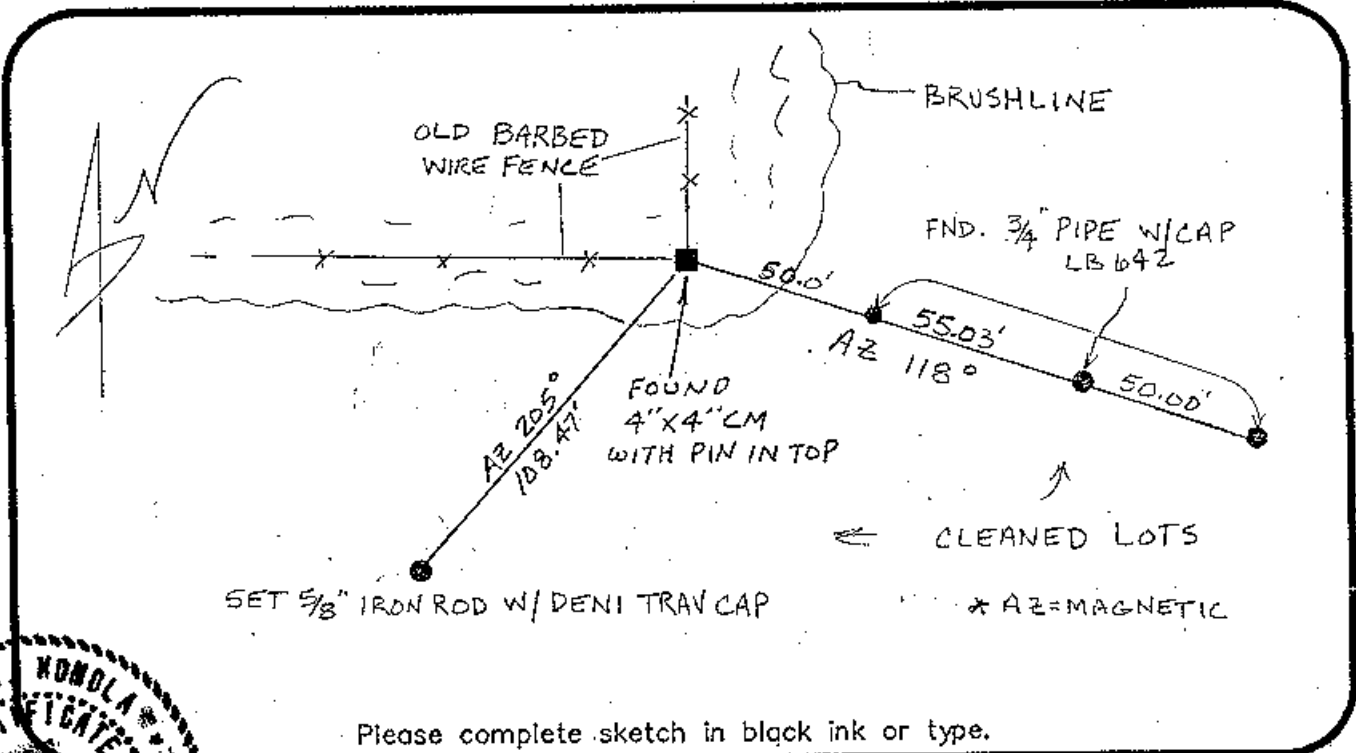 N
BRUSHLINE
OLD BARBED
WIRE FENCE
FND. 3/4" PIPE W/CAP
LB 642
50.0'
55.03'
AZ 118°
50.00'
FOUND
4"X4" CM
WITH PIN IN TOP
AZ 205°
108.47'
CLEANED LOTS
SET 5/8" IRON ROD W/ DENI TRAV CAP
* AZ=MAGNETIC
KONOLA
Please complete sketch in black ink or type.